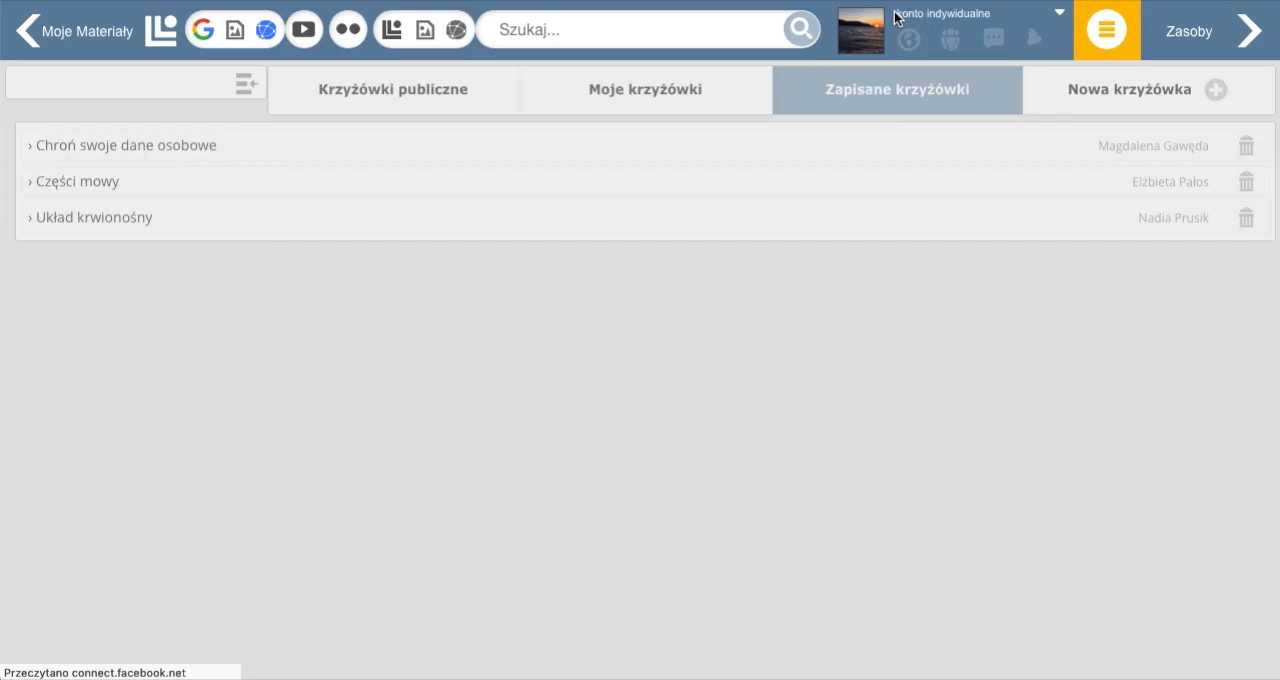 Moje Materiały
Szukaj...
konto indywidualne
Zasoby
Krzyżówki publiczne
Moje krzyżówki
Zapisane krzyżówki
Nowa krzyżówka
› Chroń swoje dane osobowe
Magdalena Gawęda
› Części mowy
Elżbieta Pałos
› Układ krwionośny
Nadia Prusik
Przeczytano connect.facebook.net